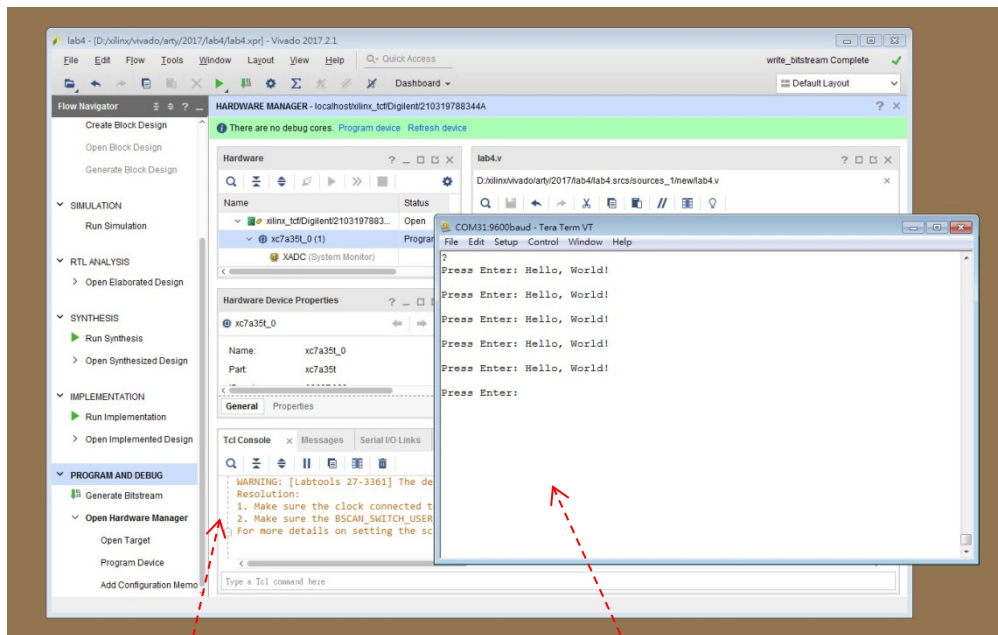 lab4 - [D:/xilinx/vivado/arty/2017/lab4/lab4.xpr] - Vivado 2017.2.1
File Edit Flow Tools Window Layout View Help Quick Access
write_bitstream Complete
Dashboard
Default Layout
Flow Navigator
Create Block Design
Open Block Design
Generate Block Design
SIMULATION
Run Simulation
RTL ANALYSIS
Open Elaborated Design
SYNTHESIS
Run Synthesis
Open Synthesized Design
IMPLEMENTATION
Run Implementation
Open Implemented Design
PROGRAM AND DEBUG
Generate Bitstream
Open Hardware Manager
Open Target
Program Device
Add Configuration Memo
HARDWARE MANAGER - localhost/xilinx_tcf/Digilent/210319788344A
There are no debug cores. Program device Refresh device
Hardware
Name Status
xilinx_tcf/Digilent/2103197883... Open
xc7a35t_0 (1) Program
XADC (System Monitor)
Hardware Device Properties
xc7a35t_0
Name: xc7a35t_0
Part: xc7a35t
General Properties
Tcl Console Messages Serial I/O Links
WARNING: [Labtools 27-3361] The de
Resolution:
1. Make sure the clock connected t
2. Make sure the BSCAN_SWITCH_USER
For more details on setting the sc
Type a Tcl command here
lab4.v
D:/xilinx/vivado/arty/2017/lab4/lab4.srcs/sources_1/new/lab4.v
COM31:9600baud - Tera Term VT
File Edit Setup Control Window Help
?
Press Enter: Hello, World!
Press Enter: Hello, World!
Press Enter: Hello, World!
Press Enter: Hello, World!
Press Enter: Hello, World!
Press Enter: